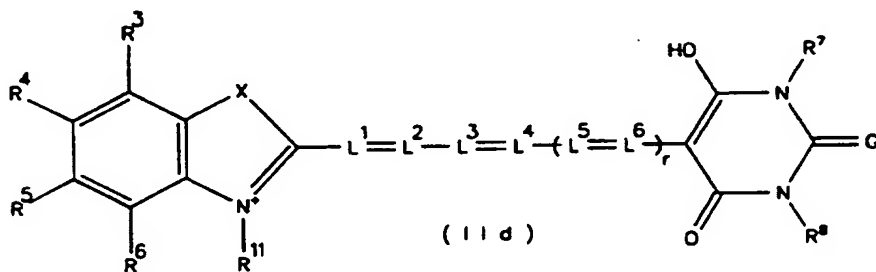 R³ HO R⁷
R⁴ X N
L¹=L²—L³=L⁴—(L⁵=L⁶)r G
R⁵ N⁺ N
R⁶ R¹¹ (IId) O R⁸